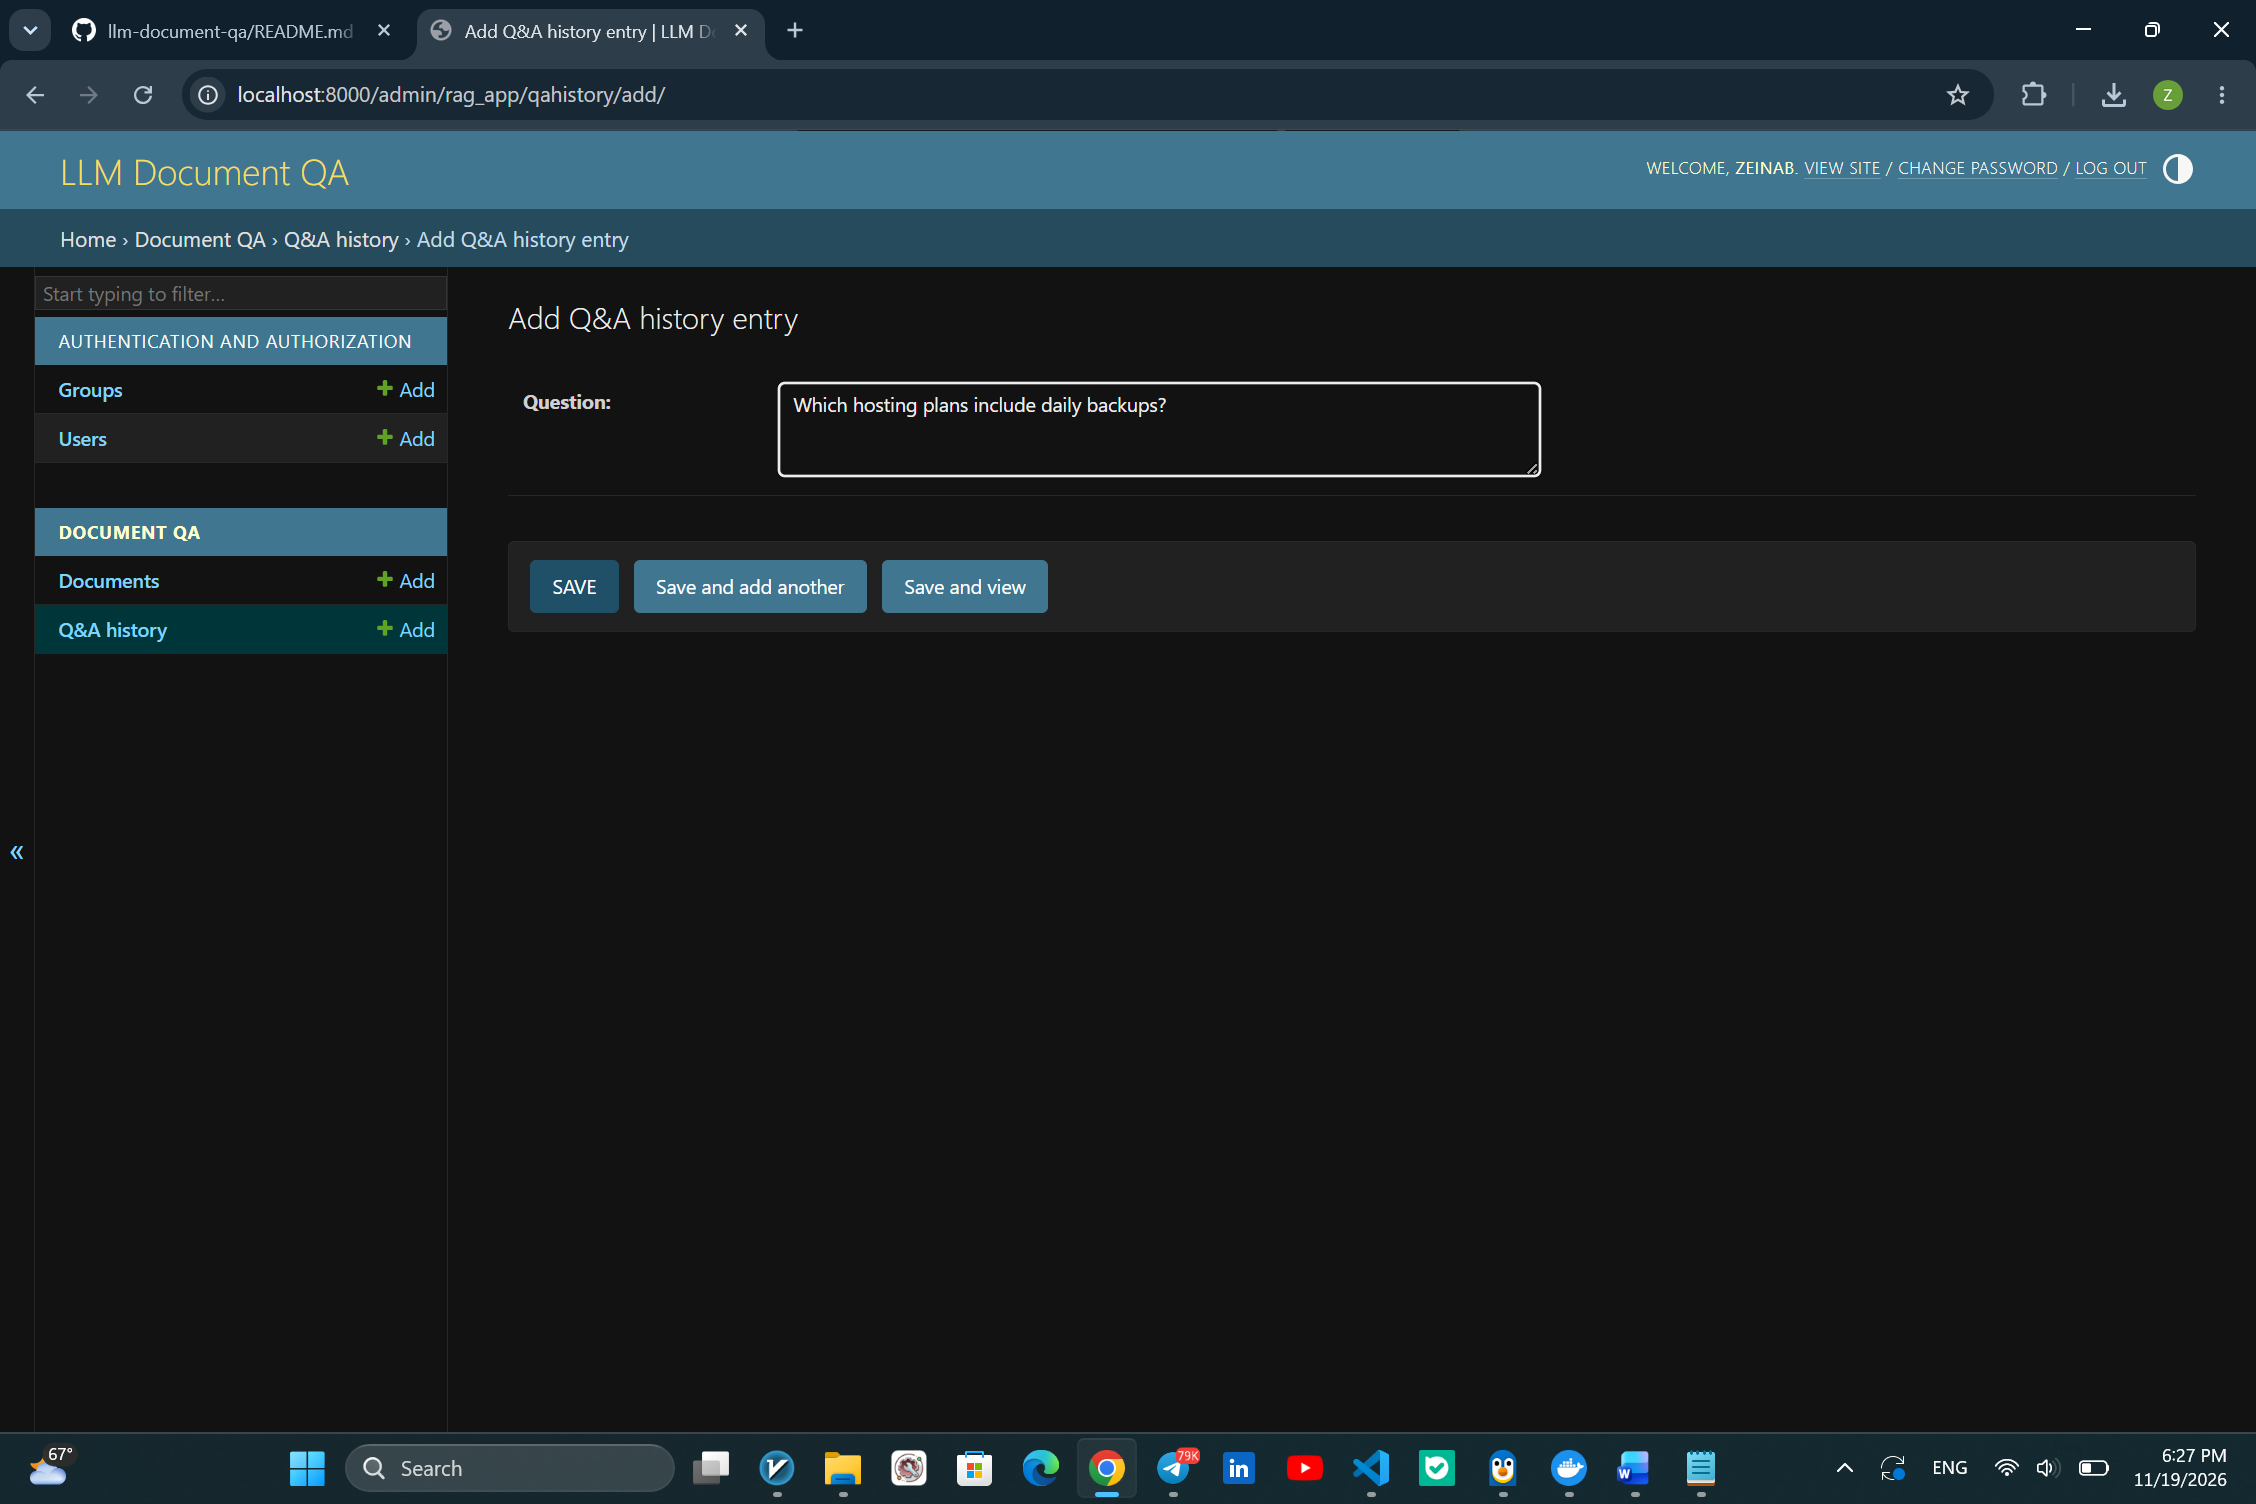 llm-document-qa/README.md
Add Q&A history entry | LLM D
localhost:8000/admin/rag_app/qahistory/add/
Z
LLM Document QA
WELCOME, ZEINAB. VIEW SITE / CHANGE PASSWORD / LOG OUT
Home › Document QA › Q&A history › Add Q&A history entry
Start typing to filter...
AUTHENTICATION AND AUTHORIZATION
Groups + Add
Users + Add
DOCUMENT QA
Documents + Add
Q&A history + Add
«
Add Q&A history entry
Question:
Which hosting plans include daily backups?
SAVE
Save and add another
Save and view
67°
Search
79K
in
W
ENG
6:27 PM
11/19/2026